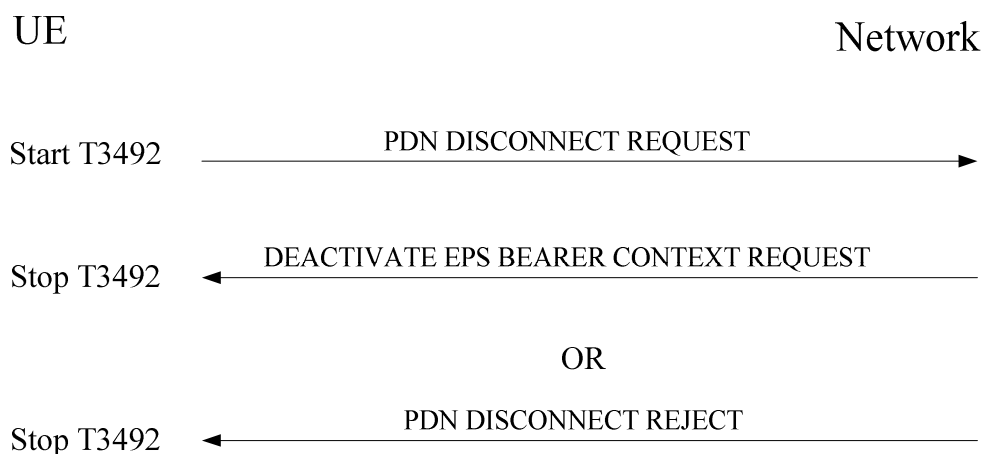 UE
Network
Start T3492
PDN DISCONNECT REQUEST
DEACTIVATE EPS BEARER CONTEXT REQUEST
Stop T3492
OR
PDN DISCONNECT REJECT
Stop T3492